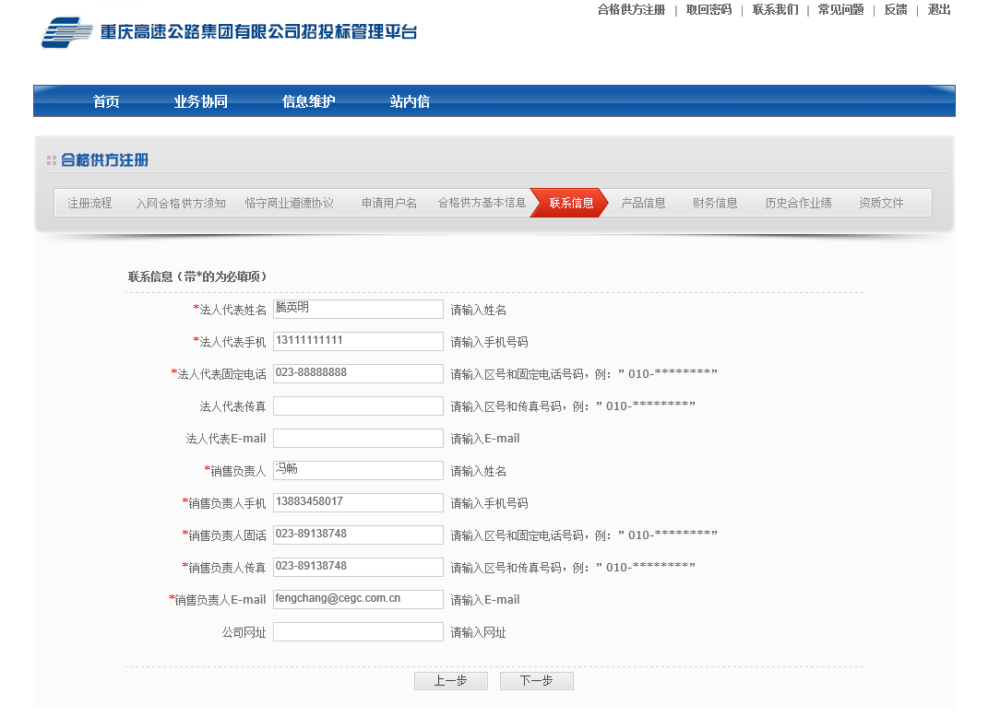 合格供方注册 | 取回密码 | 联系我们 | 常见问题 | 反馈 | 退出
重庆高速公路集团有限公司招投标管理平台
首页 业务协同 信息维护 站内信
合格供方注册
注册流程 入网合格供方须知 恪守商业道德协议 申请用户名 合格供方基本信息 联系信息 产品信息 财务信息 历史合作业绩 资质文件
联系信息（带*的为必填项）
*法人代表姓名 腾英明 请输入姓名
*法人代表手机 13111111111 请输入手机号码
*法人代表固定电话 023-88888888 请输入区号和固定电话号码，例：”010-********”
法人代表传真 请输入区号和传真号码，例：”010-********”
法人代表E-mail 请输入E-mail
*销售负责人 冯畅 请输入姓名
*销售负责人手机 13883458017 请输入手机号码
*销售负责人固话 023-89138748 请输入区号和固定电话号码，例：”010-********”
*销售负责人传真 023-89138748 请输入区号和传真号码，例：”010-********”
*销售负责人E-mail fengchang@cegc.com.cn 请输入E-mail
公司网址 请输入网址
上一步 下一步